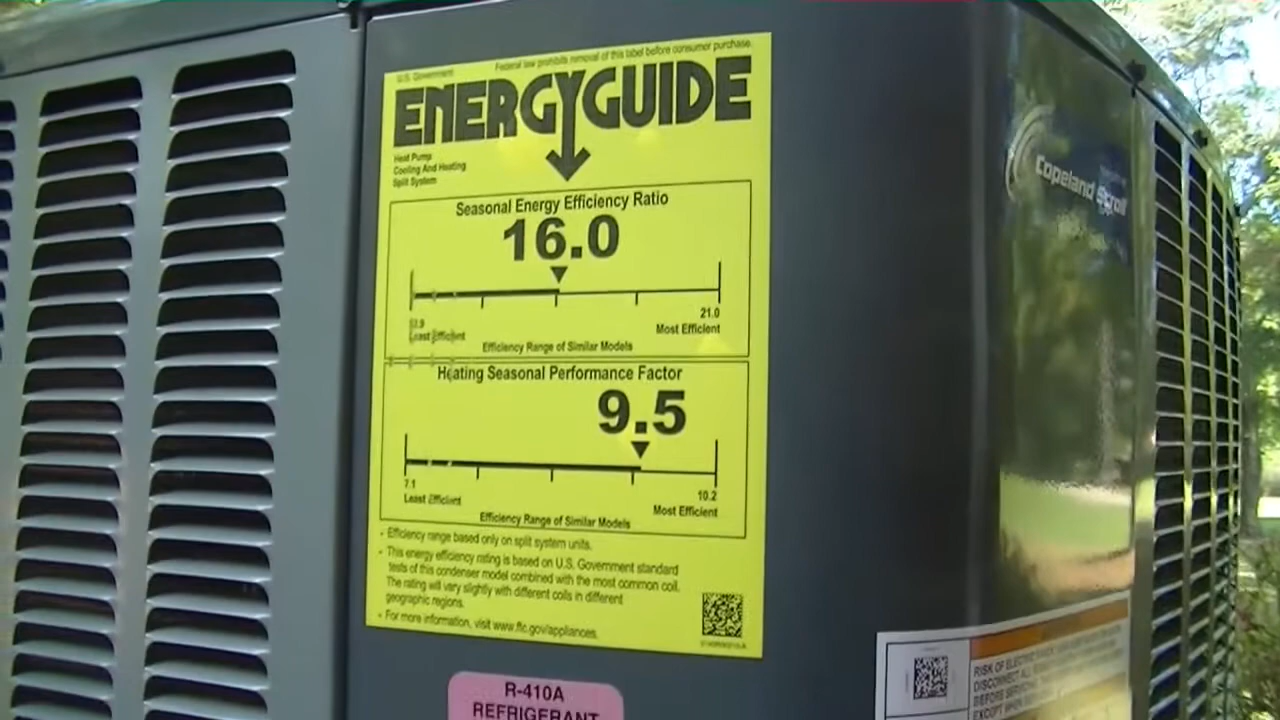 U.S. Government
Federal law prohibits removal of this label before consumer purchase.
ENERGYGUIDE
Heat Pump
Cooling And Heating
Split System
Seasonal Energy Efficiency Ratio
16.0
21.0
Least Efficient
Most Efficient
Efficiency Range of Similar Models
Heating Seasonal Performance Factor
9.5
7.1
10.2
Least Efficient
Most Efficient
Efficiency Range of Similar Models
• Efficiency range based only on split system units.
• This energy efficiency rating is based on U.S. Government standard
tests of this condenser model combined with the most common coil.
The rating will vary slightly with different coils in different
geographic regions.
• For more information, visit www.ftc.gov/appliances.
R-410A
REFRIGERANT
Copeland Scroll
RISK OF ELECTRIC
DISCONNECT ALL
BEFORE SERVICING
EXCEPT WHEN